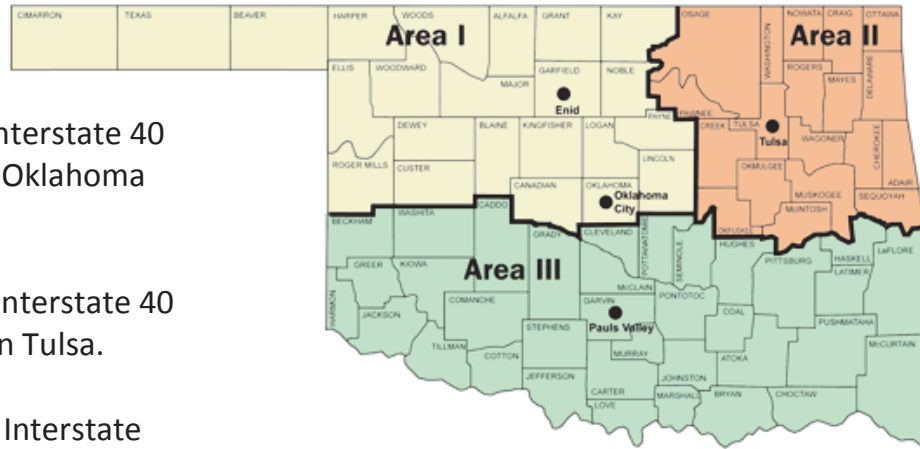 CIMARRON TEXAS BEAVER HARPER WOODS ALFALFA GRANT KAY OSAGE NOWATA CRAIG OTTAWA
Area I
Area II
WASHINGTON
ELLIS WOODWARD MAJOR GARFIELD NOBLE ROGERS MAYES DELAWARE
Enid
PAWNEE
nterstate 40
DEWEY BLAINE KINGFISHER LOGAN PAYNE CREEK TULSA WAGONER CHEROKEE
Tulsa
Oklahoma
ROGER MILLS CUSTER LINCOLN OKMULGEE ADAIR
CANADIAN OKLAHOMA MUSKOGEE SEQUOYAH
Oklahoma
City
BECKHAM WASHITA CADDO McINTOSH
GRADY CLEVELAND POTTAWATOMIE SEMINOLE OKFUSKEE HUGHES PITTSBURG HASKELL LeFLORE
Area III
GREER KIOWA LATIMER
nterstate 40
HARMON JACKSON COMANCHE McCLAIN GARVIN PONTOTOC COAL PUSHMATAHA McCURTAIN
Pauls Valley
n Tulsa.
TILLMAN COTTON STEPHENS MURRAY ATOKA
JEFFERSON CARTER JOHNSTON
LOVE MARSHALL BRYAN CHOCTAW
Interstate